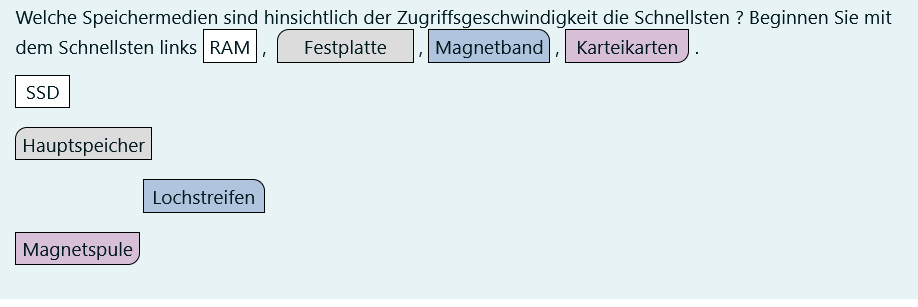 Welche Speichermedien sind hinsichtlich der Zugriffsgeschwindigkeit die Schnellsten ? Beginnen Sie mit
dem Schnellsten links RAM , Festplatte , Magnetband , Karteikarten .
SSD
Hauptspeicher
Lochstreifen
Magnetspule